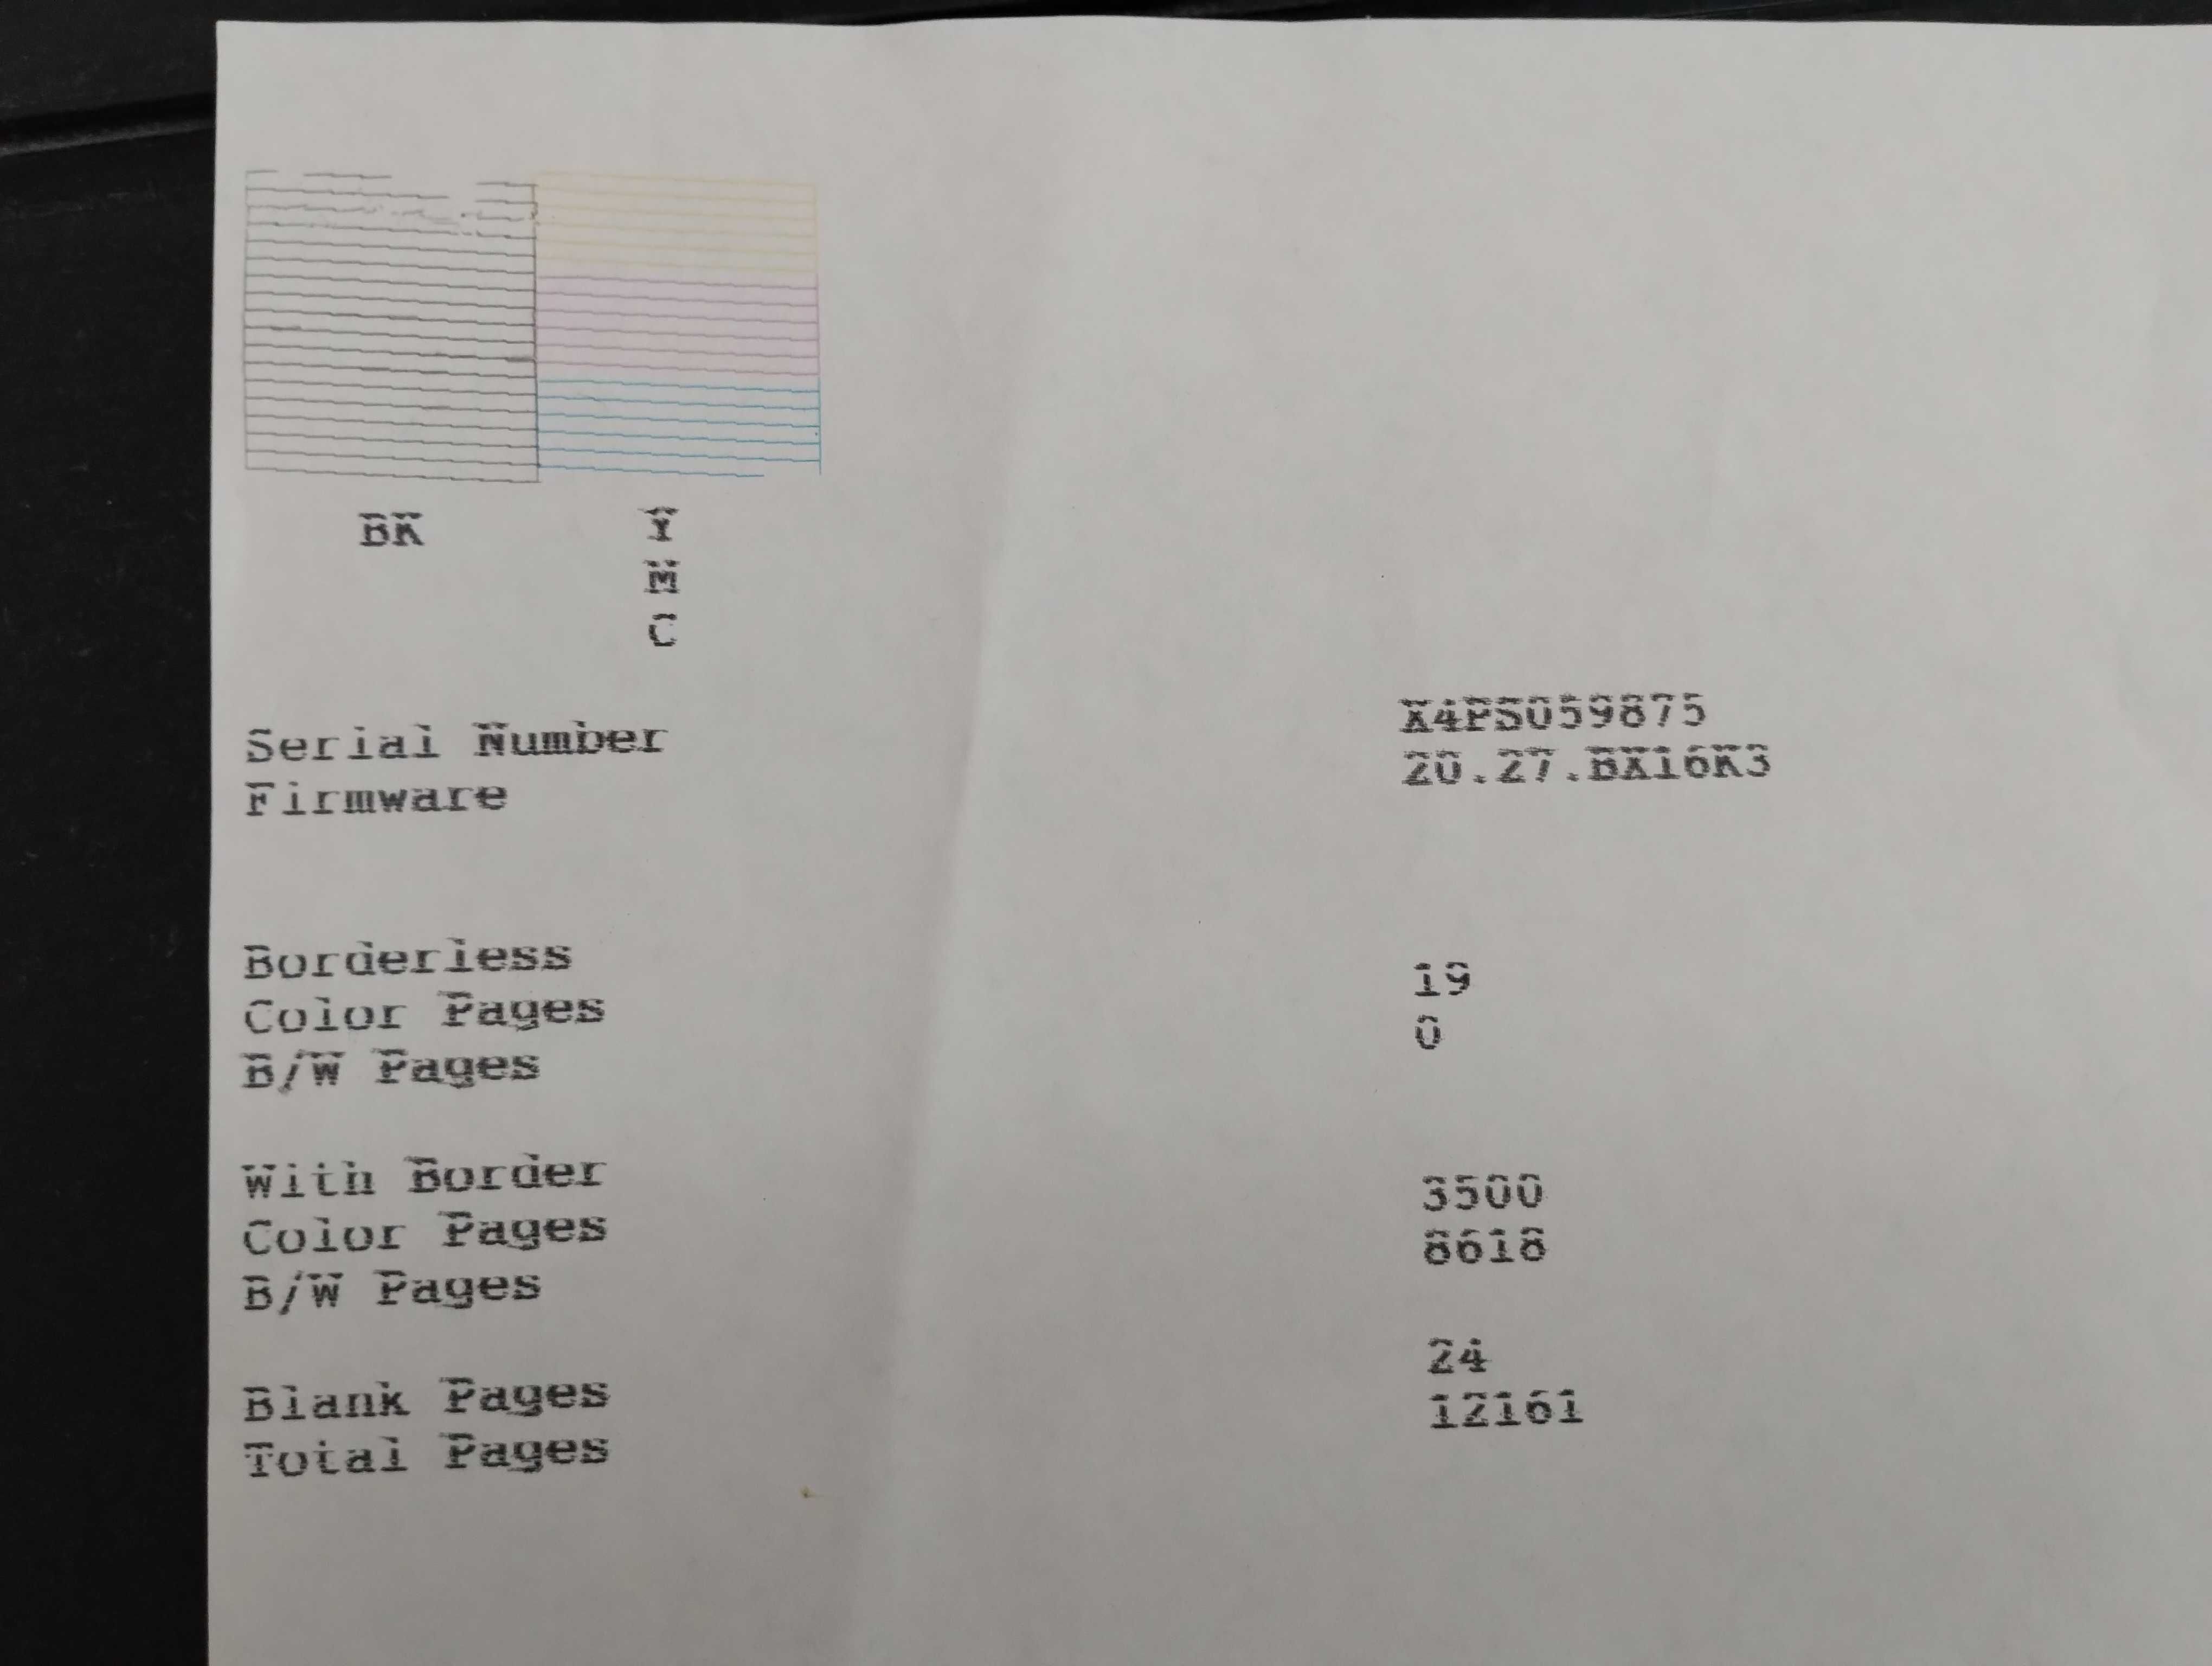 BK Y
M
C
Serial Number X4PS059875
Firmware 20.27.BX16K3
Borderless
Color Pages 19
B/W Pages 0
With Border
Color Pages 3500
B/W Pages 8618
Blank Pages 24
Total Pages 12161